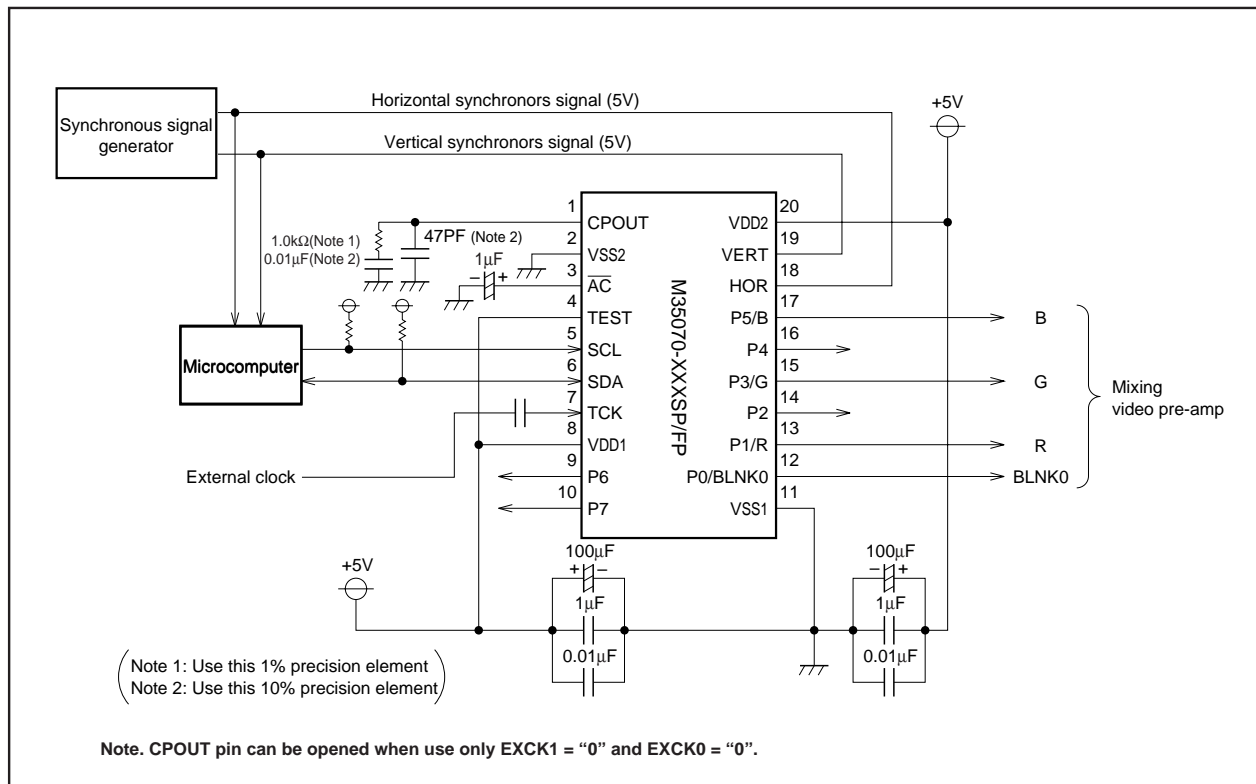 Horizontal synchronors signal (5V)
+5V
Synchronous signal
generator
Vertical synchronors signal (5V)
1
CPOUT
20
VDD2
1.0kΩ(Note 1)
0.01µF(Note 2)
47PF (Note 2)
2
VSS2
19
VERT
1µF
− +
3
AC
18
HOR
4
TEST
17
P5/B
B
5
SCL
16
P4
Microcomputer
6
SDA
15
P3/G
G
7
TCK
14
P2
8
VDD1
13
P1/R
R
External clock
9
P6
12
P0/BLNK0
BLNK0
10
P7
11
VSS1
M35070-XXXSP/FP
Mixing
video pre-amp
+5V
100µF
+ −
1µF
0.01µF
100µF
− +
1µF
0.01µF
Note 1: Use this 1% precision element
Note 2: Use this 10% precision element
Note. CPOUT pin can be opened when use only EXCK1 = “0” and EXCK0 = “0”.